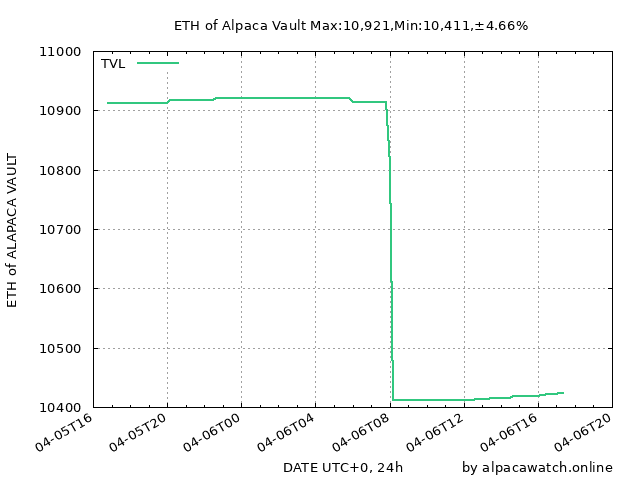 ETH of Alpaca Vault Max:10,921,Min:10,411,±4.66%
TVL
11000
10900
10800
10700
10600
10500
10400
ETH of ALAPACA VAULT
04-05T16
04-05T20
04-06T00
04-06T04
04-06T08
04-06T12
04-06T16
04-06T20
DATE UTC+0, 24h
by alpacawatch.online